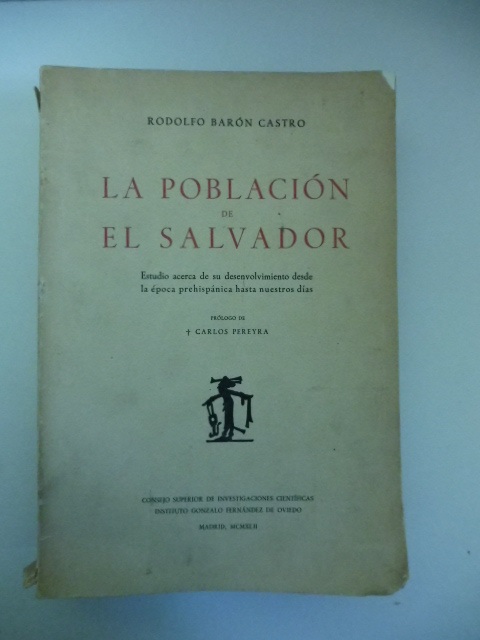 RODOLFO BARÓN CASTRO
LA POBLACIÓN
DE
EL SALVADOR
Estudio acerca de su desenvolvimiento desde
la época prehispánica hasta nuestros días
PRÓLOGO DE
† CARLOS PEREYRA
CONSEJO SUPERIOR DE INVESTIGACIONES CIENTÍFICAS
INSTITUTO GONZALO FERNÁNDEZ DE OVIEDO
MADRID, MCMXLII